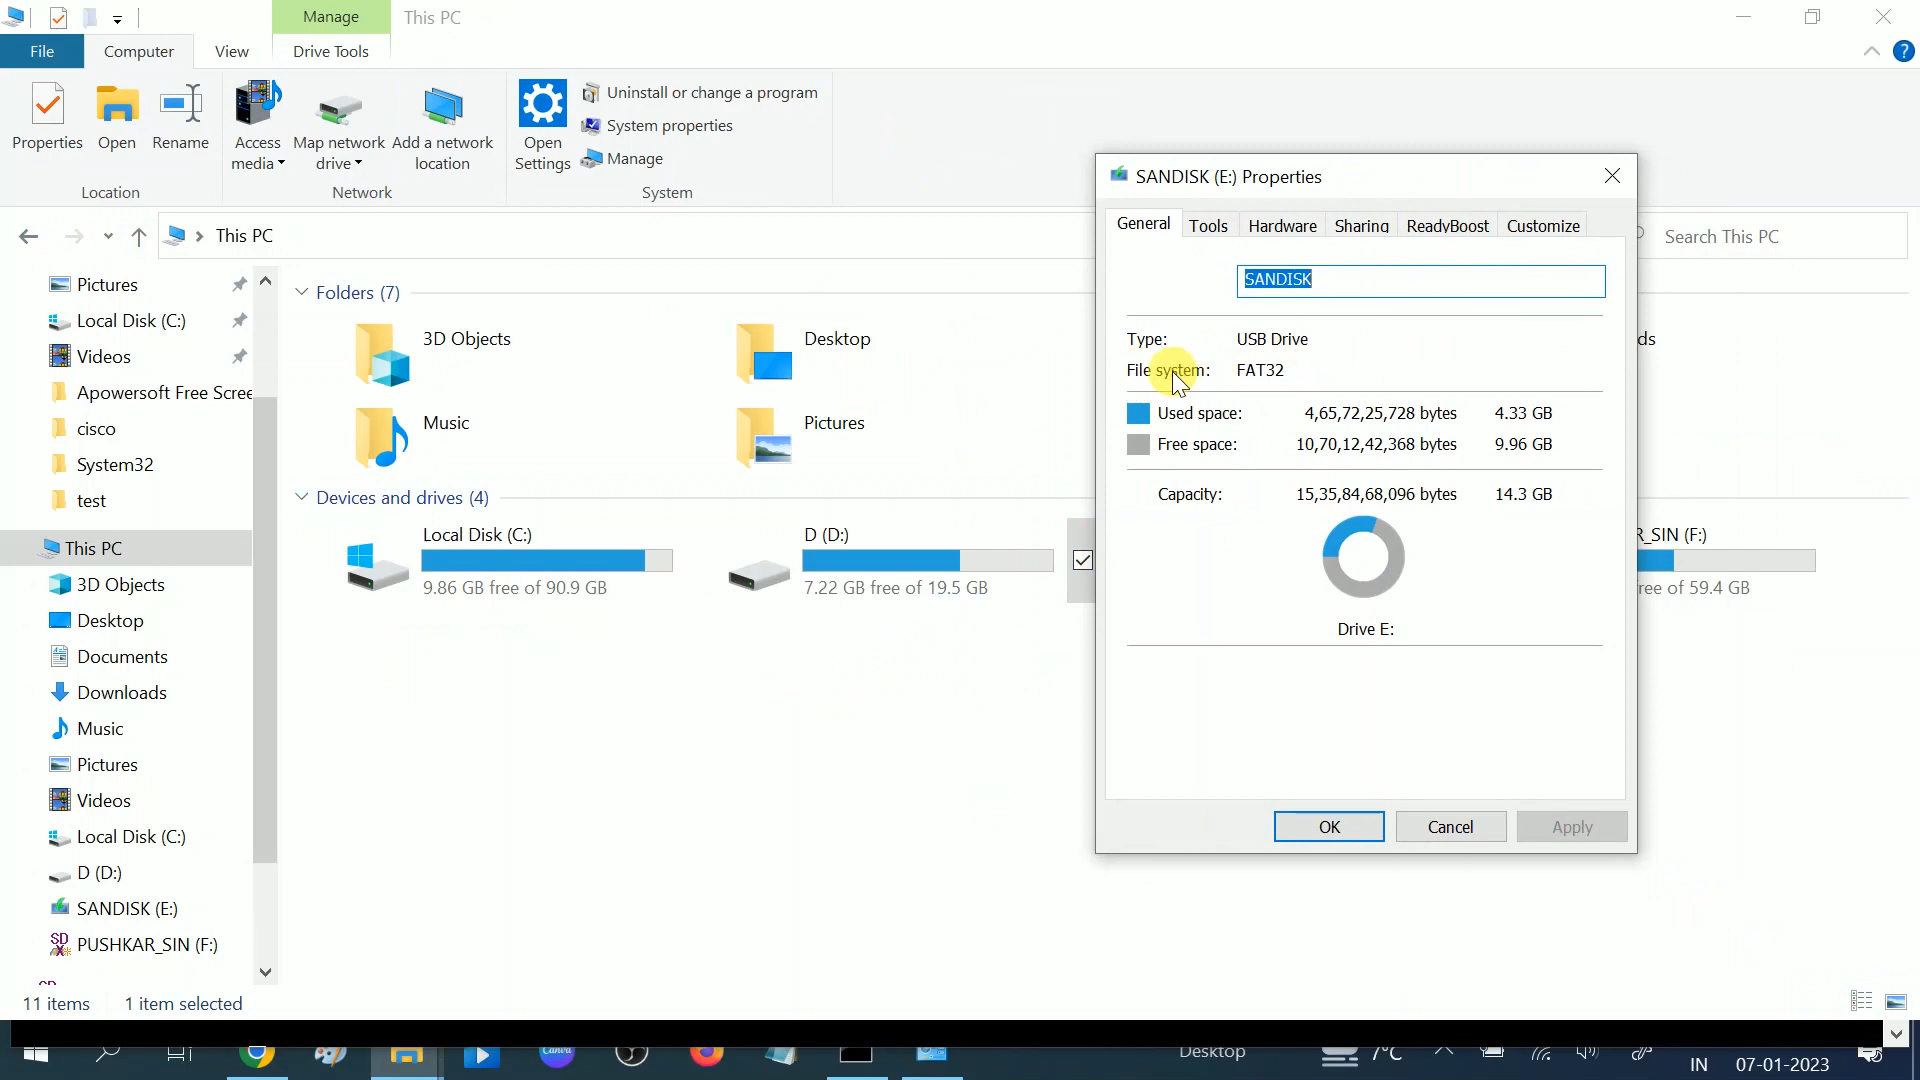 Manage
This PC
File
Computer
View
Drive Tools
Properties
Open
Rename
Access media
Map network drive
Add a network location
Open Settings
Uninstall or change a program
System properties
Manage
Location
Network
System
This PC
Search This PC
Pictures
Local Disk (C:)
Videos
Apowersoft Free Scree
cisco
System32
test
This PC
3D Objects
Desktop
Documents
Downloads
Music
Pictures
Videos
Local Disk (C:)
D (D:)
SANDISK (E:)
PUSHKAR_SIN (F:)
Folders (7)
3D Objects
Desktop
ds
Music
Pictures
Devices and drives (4)
Local Disk (C:)
9.86 GB free of 90.9 GB
D (D:)
7.22 GB free of 19.5 GB
R_SIN (F:)
ree of 59.4 GB
SANDISK (E:) Properties
General
Tools
Hardware
Sharing
ReadyBoost
Customize
SANDISK
Type: USB Drive
File system: FAT32
Used space: 4,65,72,25,728 bytes 4.33 GB
Free space: 10,70,12,42,368 bytes 9.96 GB
Capacity: 15,35,84,68,096 bytes 14.3 GB
Drive E:
OK
Cancel
Apply
11 items
1 item selected
Desktop
7°C
IN
07-01-2023